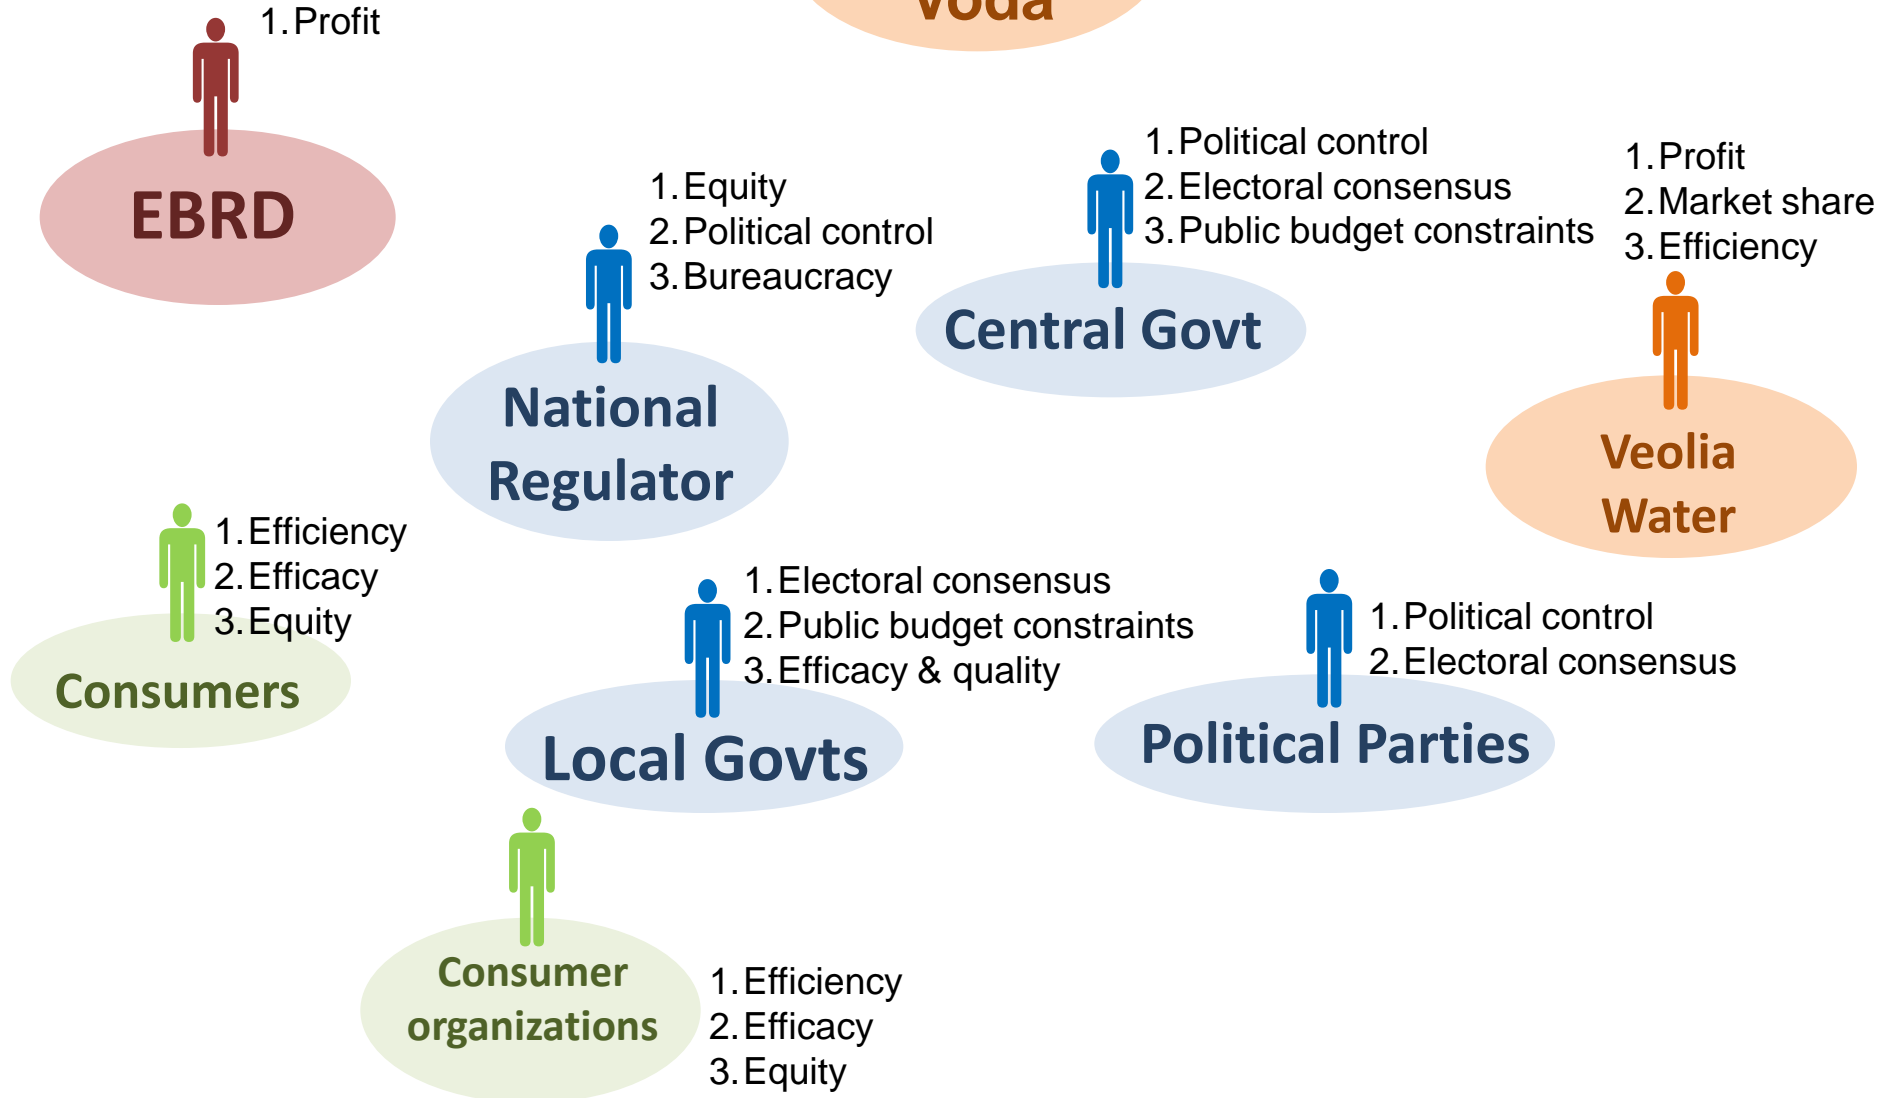 1.Profit
Voda
EBRD
1.Equity
2.Political control
3.Bureaucracy
National
Regulator
1.Political control
2.Electoral consensus
3.Public budget constraints
Central Govt
1.Profit
2.Market share
3.Efficiency
Veolia
Water
1.Efficiency
2.Efficacy
3.Equity
Consumers
1.Electoral consensus
2.Public budget constraints
3.Efficacy & quality
Local Govts
1.Political control
2.Electoral consensus
Political Parties
Consumer
organizations
1.Efficiency
2.Efficacy
3.Equity